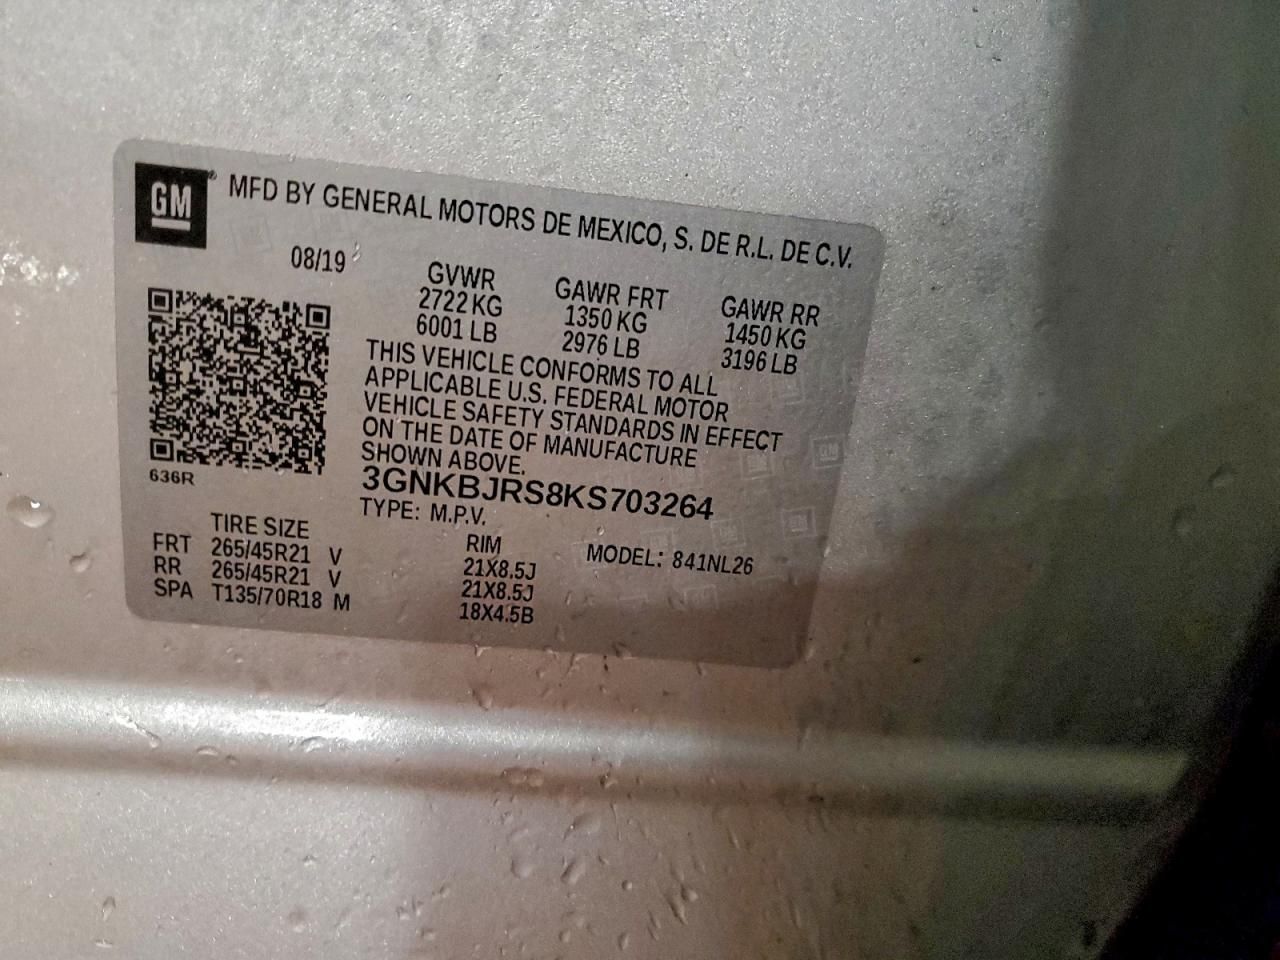 GM
MFD BY GENERAL MOTORS DE MEXICO, S. DE R.L. DE C.V.
08/19
GVWR GAWR FRT GAWR RR
2722 KG 1350 KG 1450 KG
6001 LB 2976 LB 3196 LB
THIS VEHICLE CONFORMS TO ALL
APPLICABLE U.S. FEDERAL MOTOR
VEHICLE SAFETY STANDARDS IN EFFECT
ON THE DATE OF MANUFACTURE
SHOWN ABOVE.
636R
3GNKBJRS8KS703264
TYPE: M.P.V.
TIRE SIZE RIM MODEL: 841NL26
FRT 265/45R21 V 21X8.5J
RR 265/45R21 V 21X8.5J
SPA T135/70R18 M 18X4.5B